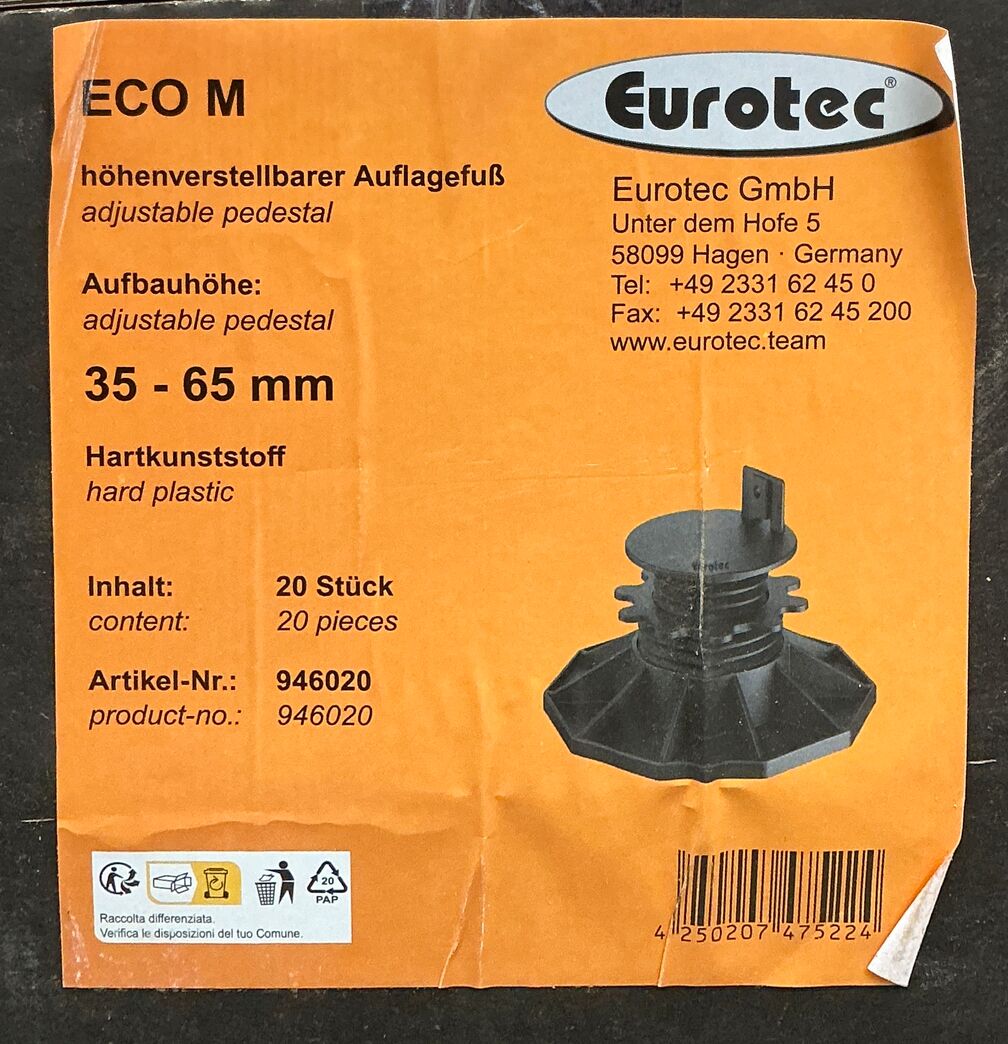 ECO M
Eurotec®
höhenverstellbarer Auflagefuß
adjustable pedestal
Eurotec GmbH
Unter dem Hofe 5
58099 Hagen · Germany
Tel: +49 2331 62 45 0
Fax: +49 2331 62 45 200
www.eurotec.team
Aufbauhöhe:
adjustable pedestal
35 - 65 mm
Hartkunststoff
hard plastic
Eurotec
Inhalt: 20 Stück
content: 20 pieces
Artikel-Nr.: 946020
product-no.: 946020
20
PAP
Raccolta differenziata.
Verifica le disposizioni del tuo Comune.
4 250207 475224